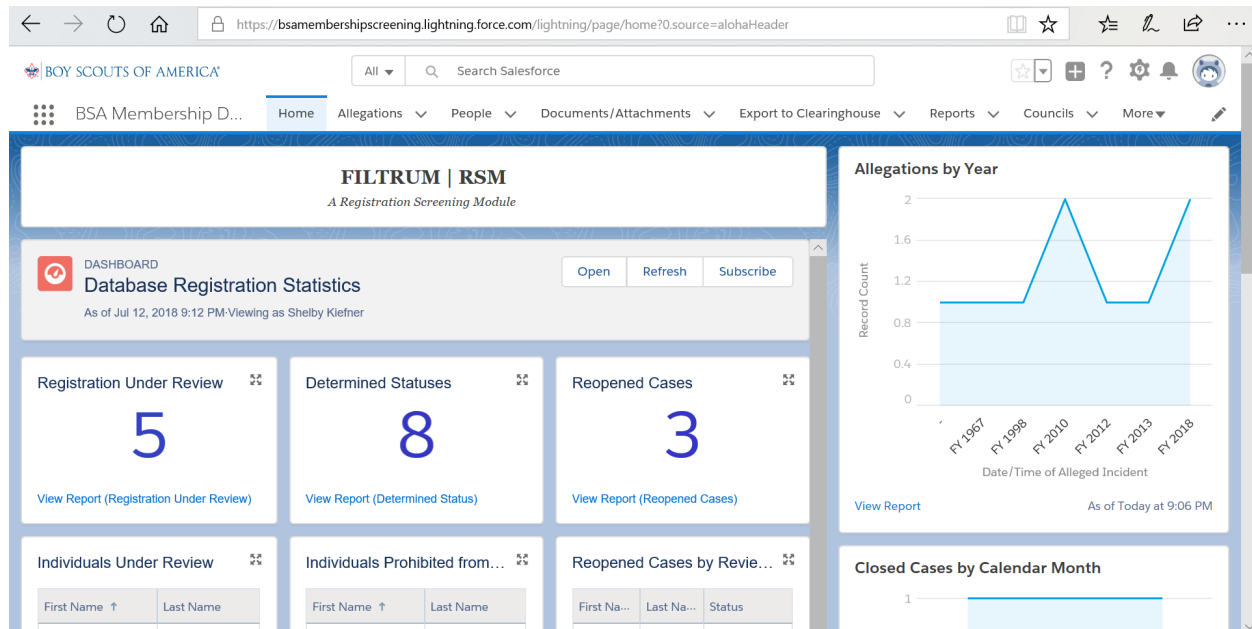 https://bsamembershipscreening.lightning.force.com/lightning/page/home?0.source=alohaHeader
BOY SCOUTS OF AMERICA®
All
Search Salesforce
BSA Membership D...
Home
Allegations
People
Documents/Attachments
Export to Clearinghouse
Reports
Councils
More
FILTRUM | RSM
A Registration Screening Module
DASHBOARD
Database Registration Statistics
As of Jul 12, 2018 9:12 PM·Viewing as Shelby Kiefner
Open
Refresh
Subscribe
Registration Under Review
5
View Report (Registration Under Review)
Determined Statuses
8
View Report (Determined Status)
Reopened Cases
3
View Report (Reopened Cases)
Individuals Under Review
First Name ↑ Last Name
Individuals Prohibited from...
First Name ↑ Last Name
Reopened Cases by Revie...
First Na... Last Na... Status
Allegations by Year
Record Count
2
1.6
1.2
0.8
0.4
0
-
FY 1967
FY 1998
FY 2010
FY 2012
FY 2013
FY 2018
Date/Time of Alleged Incident
View Report
As of Today at 9:06 PM
Closed Cases by Calendar Month
1